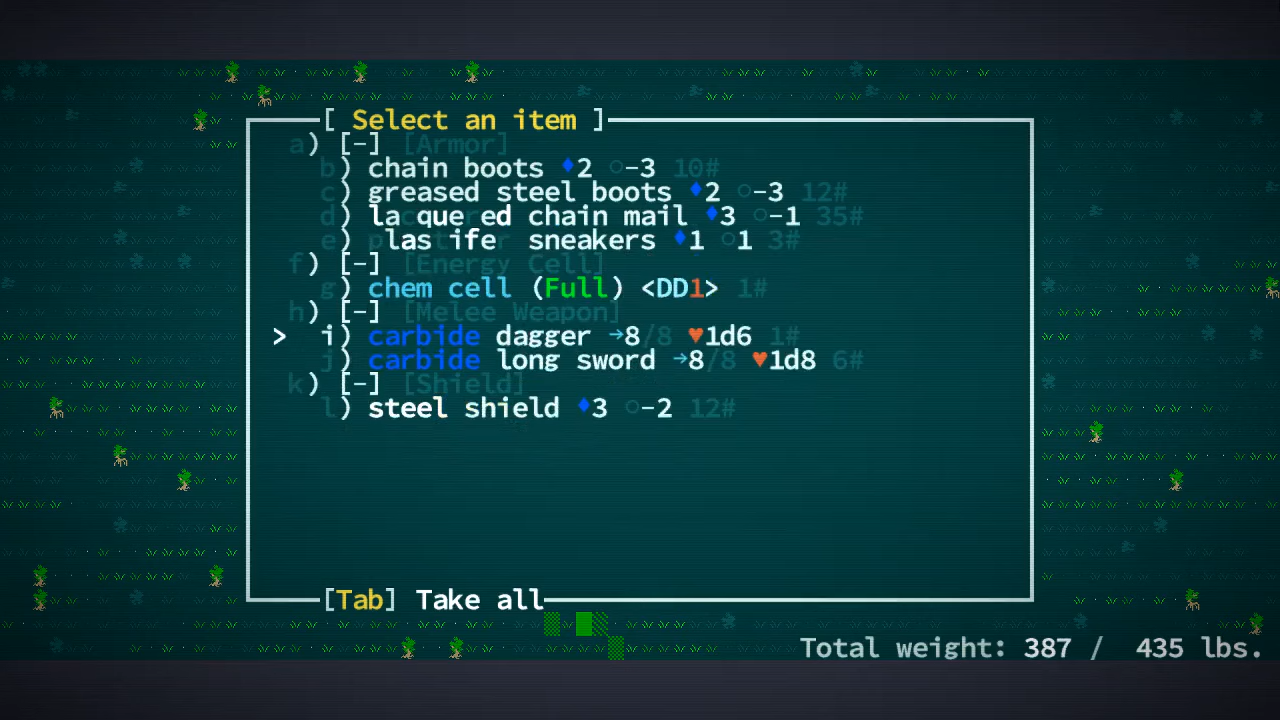 [ Select an item ]
a) [-] [Armor]
b) chain boots ♦2 ○-3 10#
c) greased steel boots ♦2 ○-3 12#
d) la que ed chain mail ♦3 ○-1 35#
e) plas ife sneakers ♦1 ○1 3#
f) [-] [Energy Cell]
g) chem cell (Full) <DD1> 1#
h) [-] [Melee Weapon]
> i) carbide dagger →8/8 ♥1d6 1#
j) carbide long sword →8/8 ♥1d8 6#
k) [-] [Shield]
l) steel shield ♦3 ○-2 12#
[Tab] Take all
Total weight: 387 / 435 lbs.